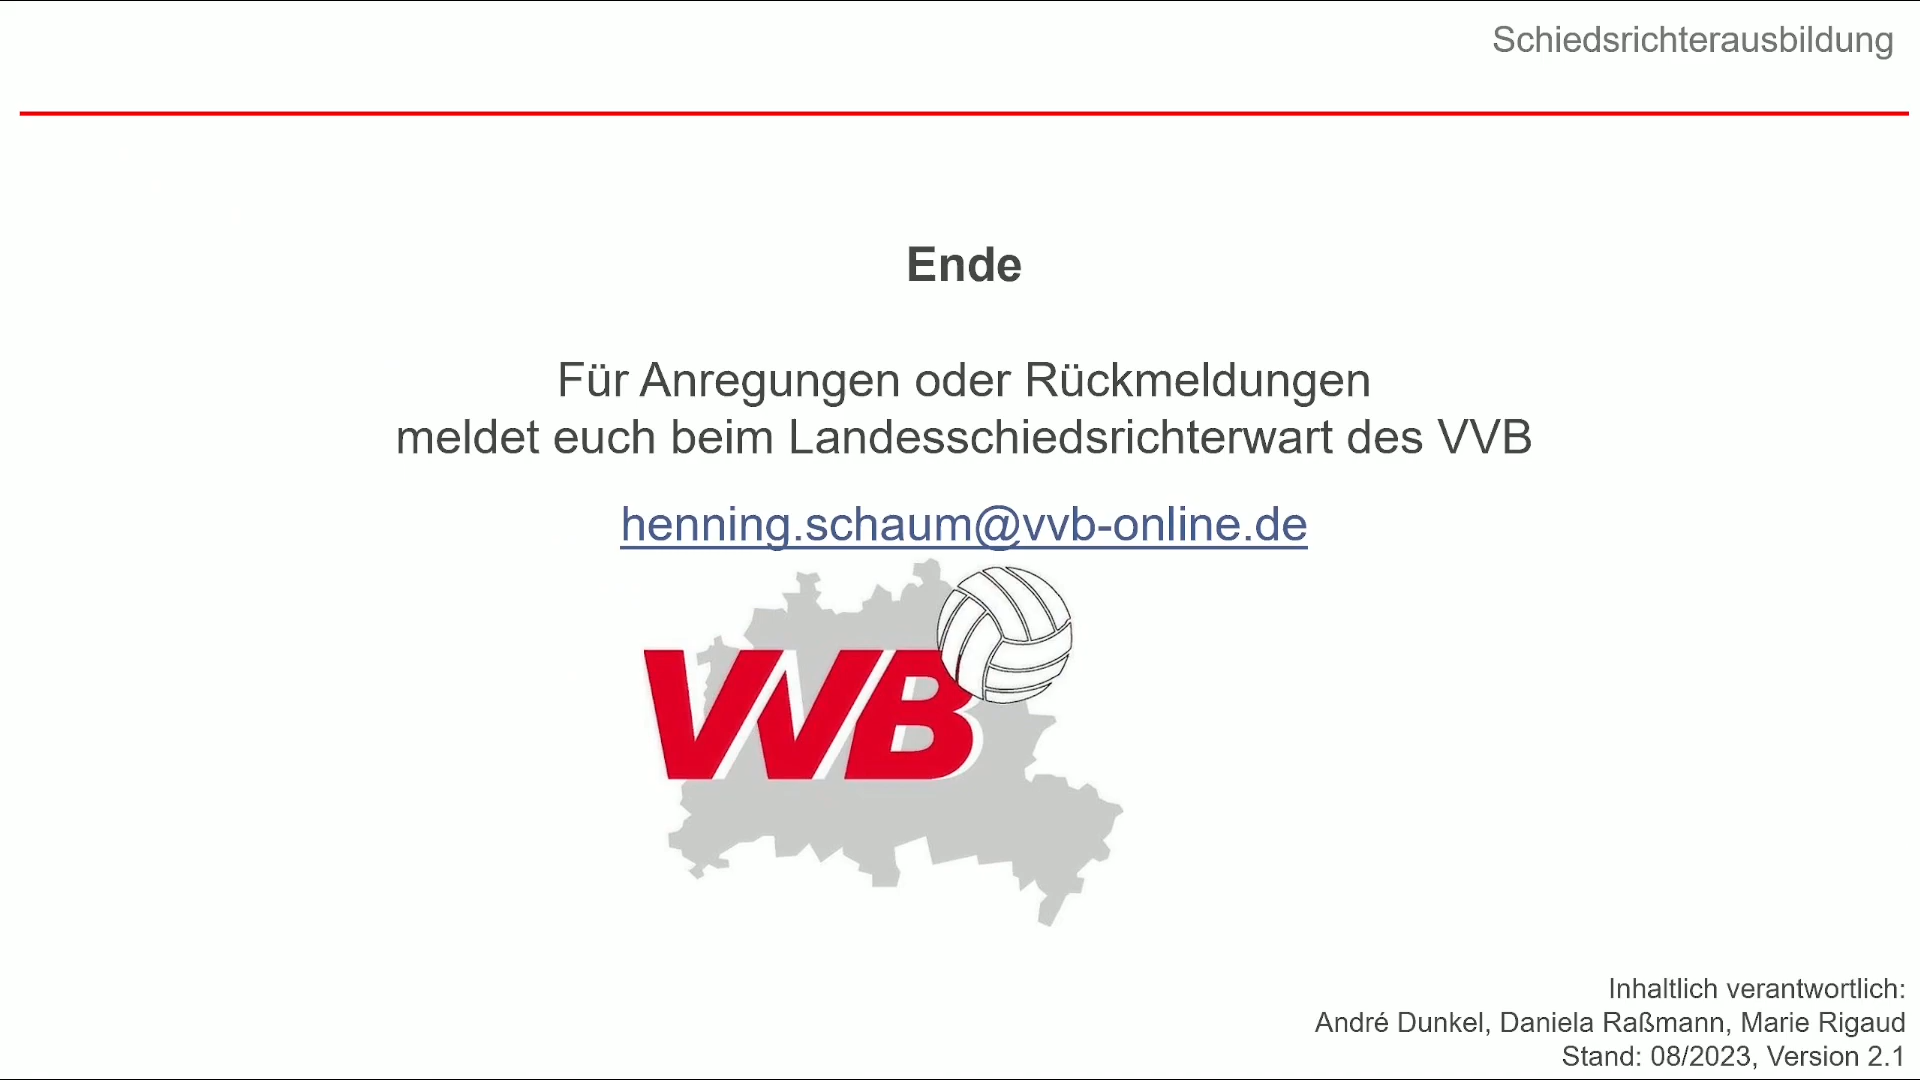 Schiedsrichterausbildung
Ende
Für Anregungen oder Rückmeldungen
meldet euch beim Landesschiedsrichterwart des VVB
henning.schaum@vvb-online.de
VVB
Inhaltlich verantwortlich:
André Dunkel, Daniela Raßmann, Marie Rigaud
Stand: 08/2023, Version 2.1